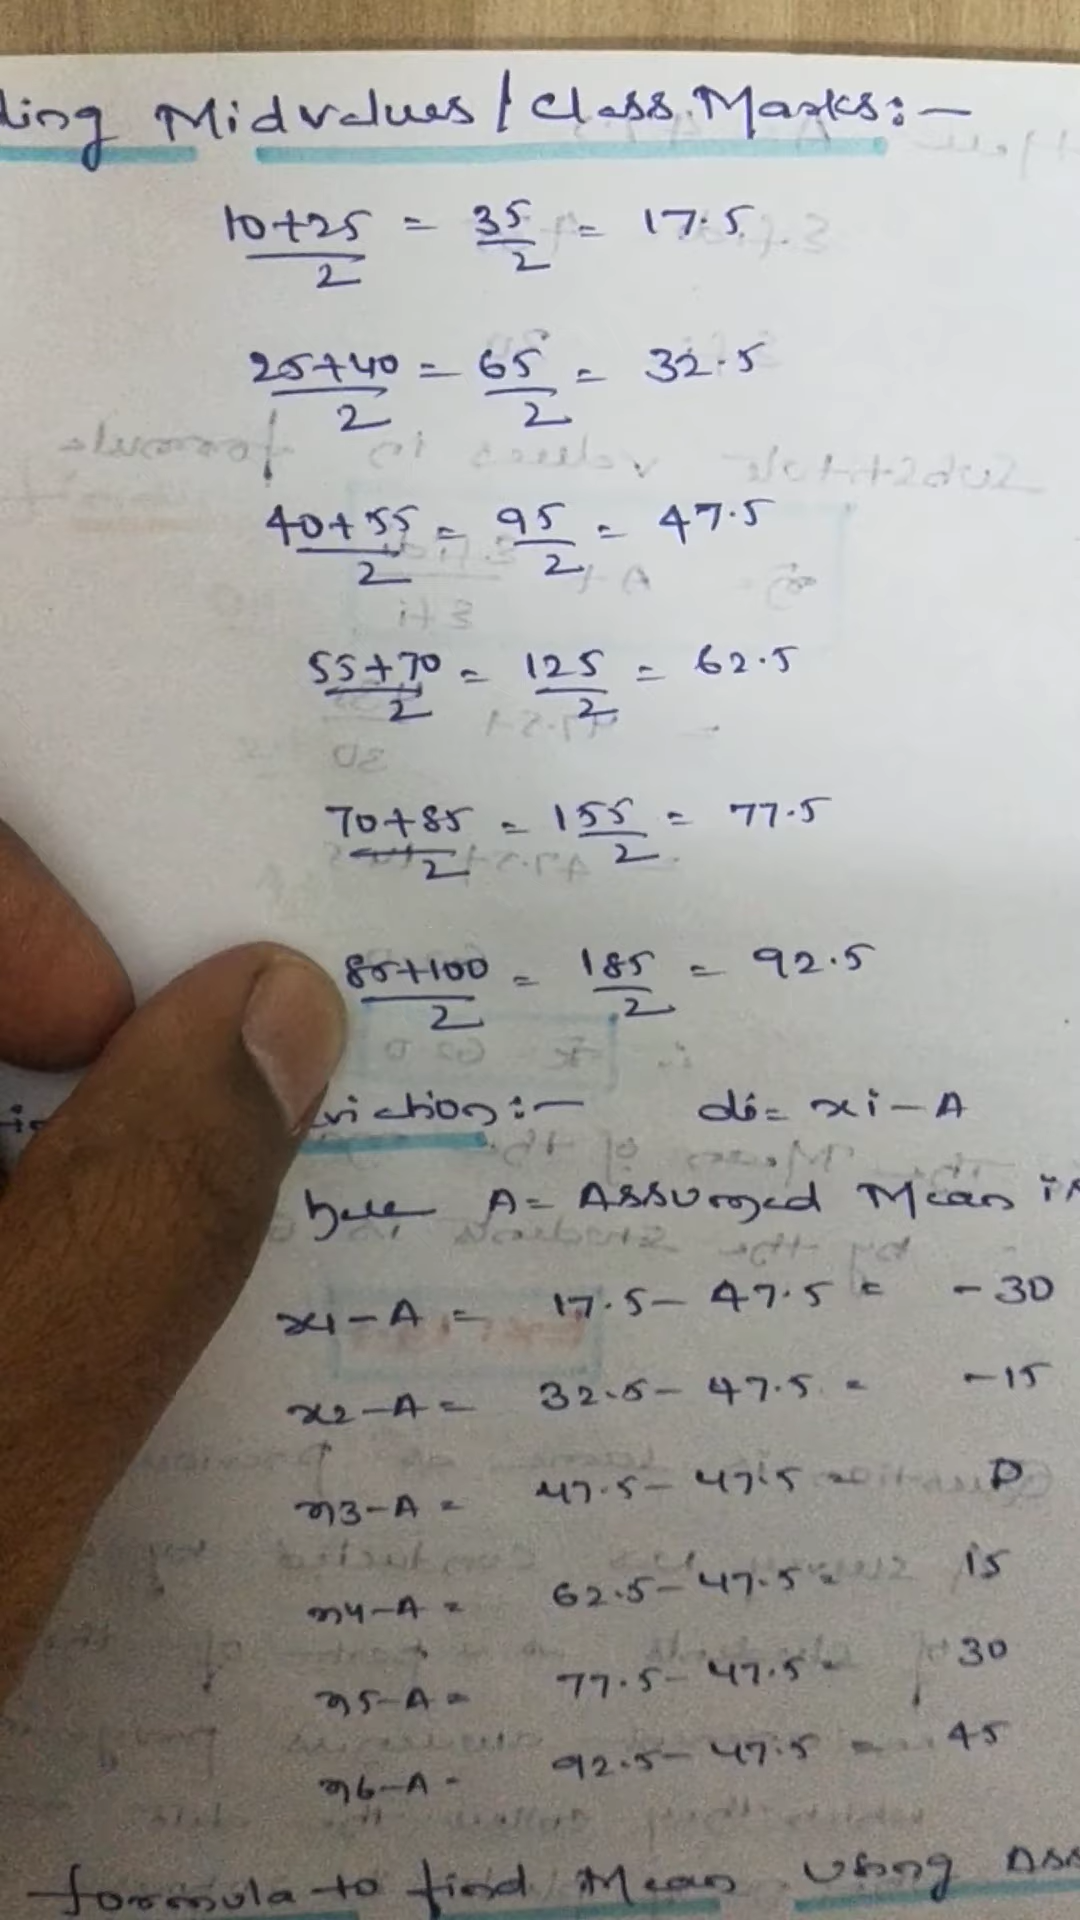 ding Midvalues / Class Marks:-
10+25/2 = 35/2 = 17.5
25+40/2 = 65/2 = 32.5
40+55/2 = 95/2 = 47.5
55+70/2 = 125/2 = 62.5
70+85/2 = 155/2 = 77.5
85+100/2 = 185/2 = 92.5
viation:- di = xi - A
here A = Assumed Mean i
x1 - A = 17.5 - 47.5 = -30
x2 - A = 32.5 - 47.5 = -15
x3 - A = 47.5 - 47.5 = 0
x4 - A = 62.5 - 47.5 = 15
x5 - A = 77.5 - 47.5 = 30
x6 - A = 92.5 - 47.5 = 45
formula to find Mean using Ass